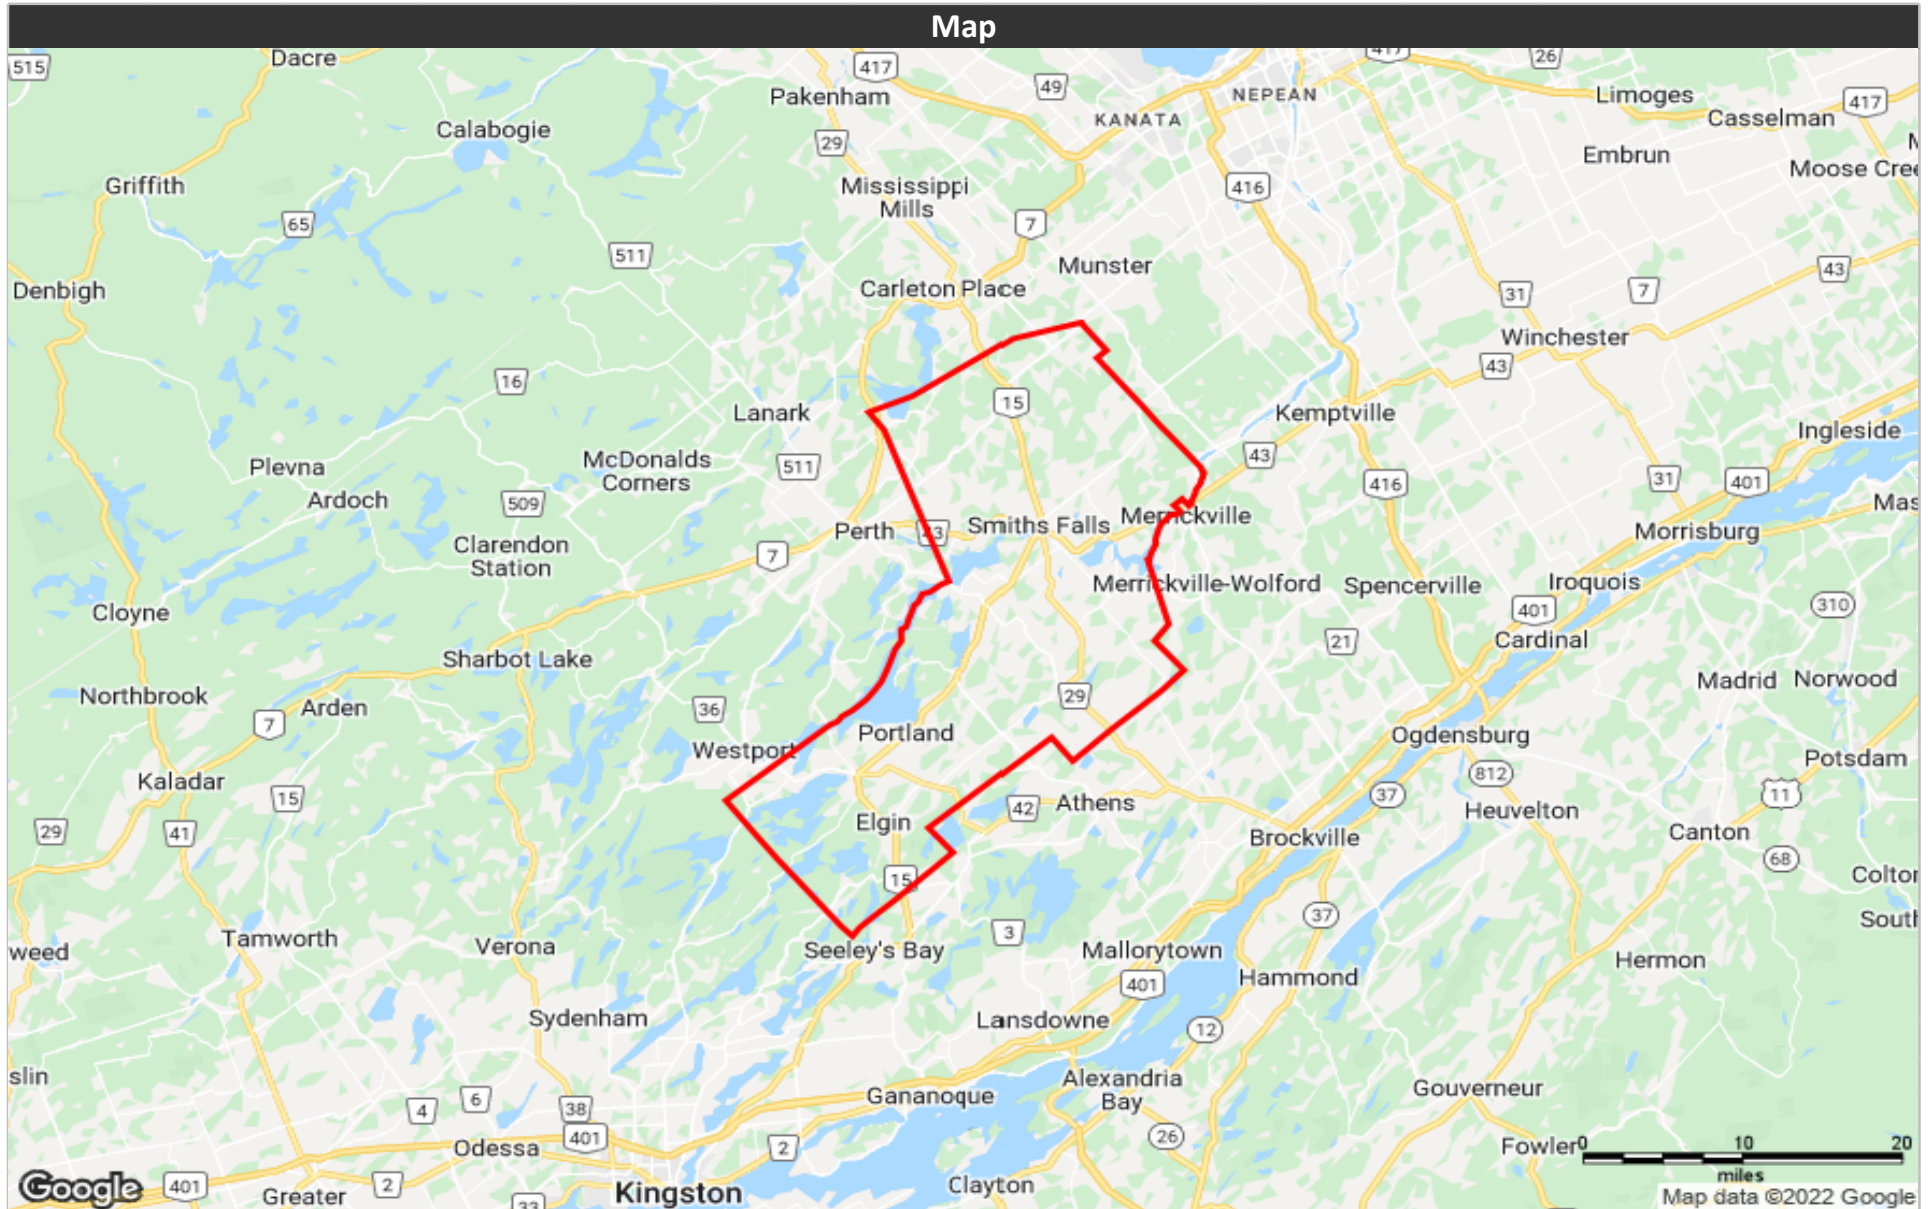 Map
515
Dacre
417
417
26
Pakenham
49
NEPEAN
Limoges
417
KANATA
Casselman
Calabogie
29
Embrun
Moose Cree
Griffith
Mississippi
Mills
416
65
7
511
Munster
43
Denbigh
Carleton Place
31
7
Winchester
43
16
15
Lanark
Kemptville
Ingleside
McDonalds
Corners
511
43
Plevna
31
401
416
Ardoch
509
Mas
Perth
43
Smiths Falls
Merrickville
Morrisburg
Clarendon
Station
7
Merrickville-Wolford
Spencerville
Iroquois
401
310
Cloyne
21
Cardinal
Sharbot Lake
Madrid
Norwood
Northbrook
36
29
7
Arden
Portland
Ogdensburg
Westport
Potsdam
Kaladar
812
11
15
37
42
Athens
Heuvelton
29
41
Elgin
Brockville
Canton
68
15
Colton
37
South
3
weed
Tamworth
Verona
Seeley's Bay
Mallorytown
Hermon
401
Hammond
Sydenham
Lansdowne
12
slin
Alexandria
Bay
Gouverneur
Gananoque
4
6
38
401
26
Odessa
2
Fowler
0 10 20
miles
Google
401
2
Greater
33
Kingston
Clayton
Map data ©2022 Google